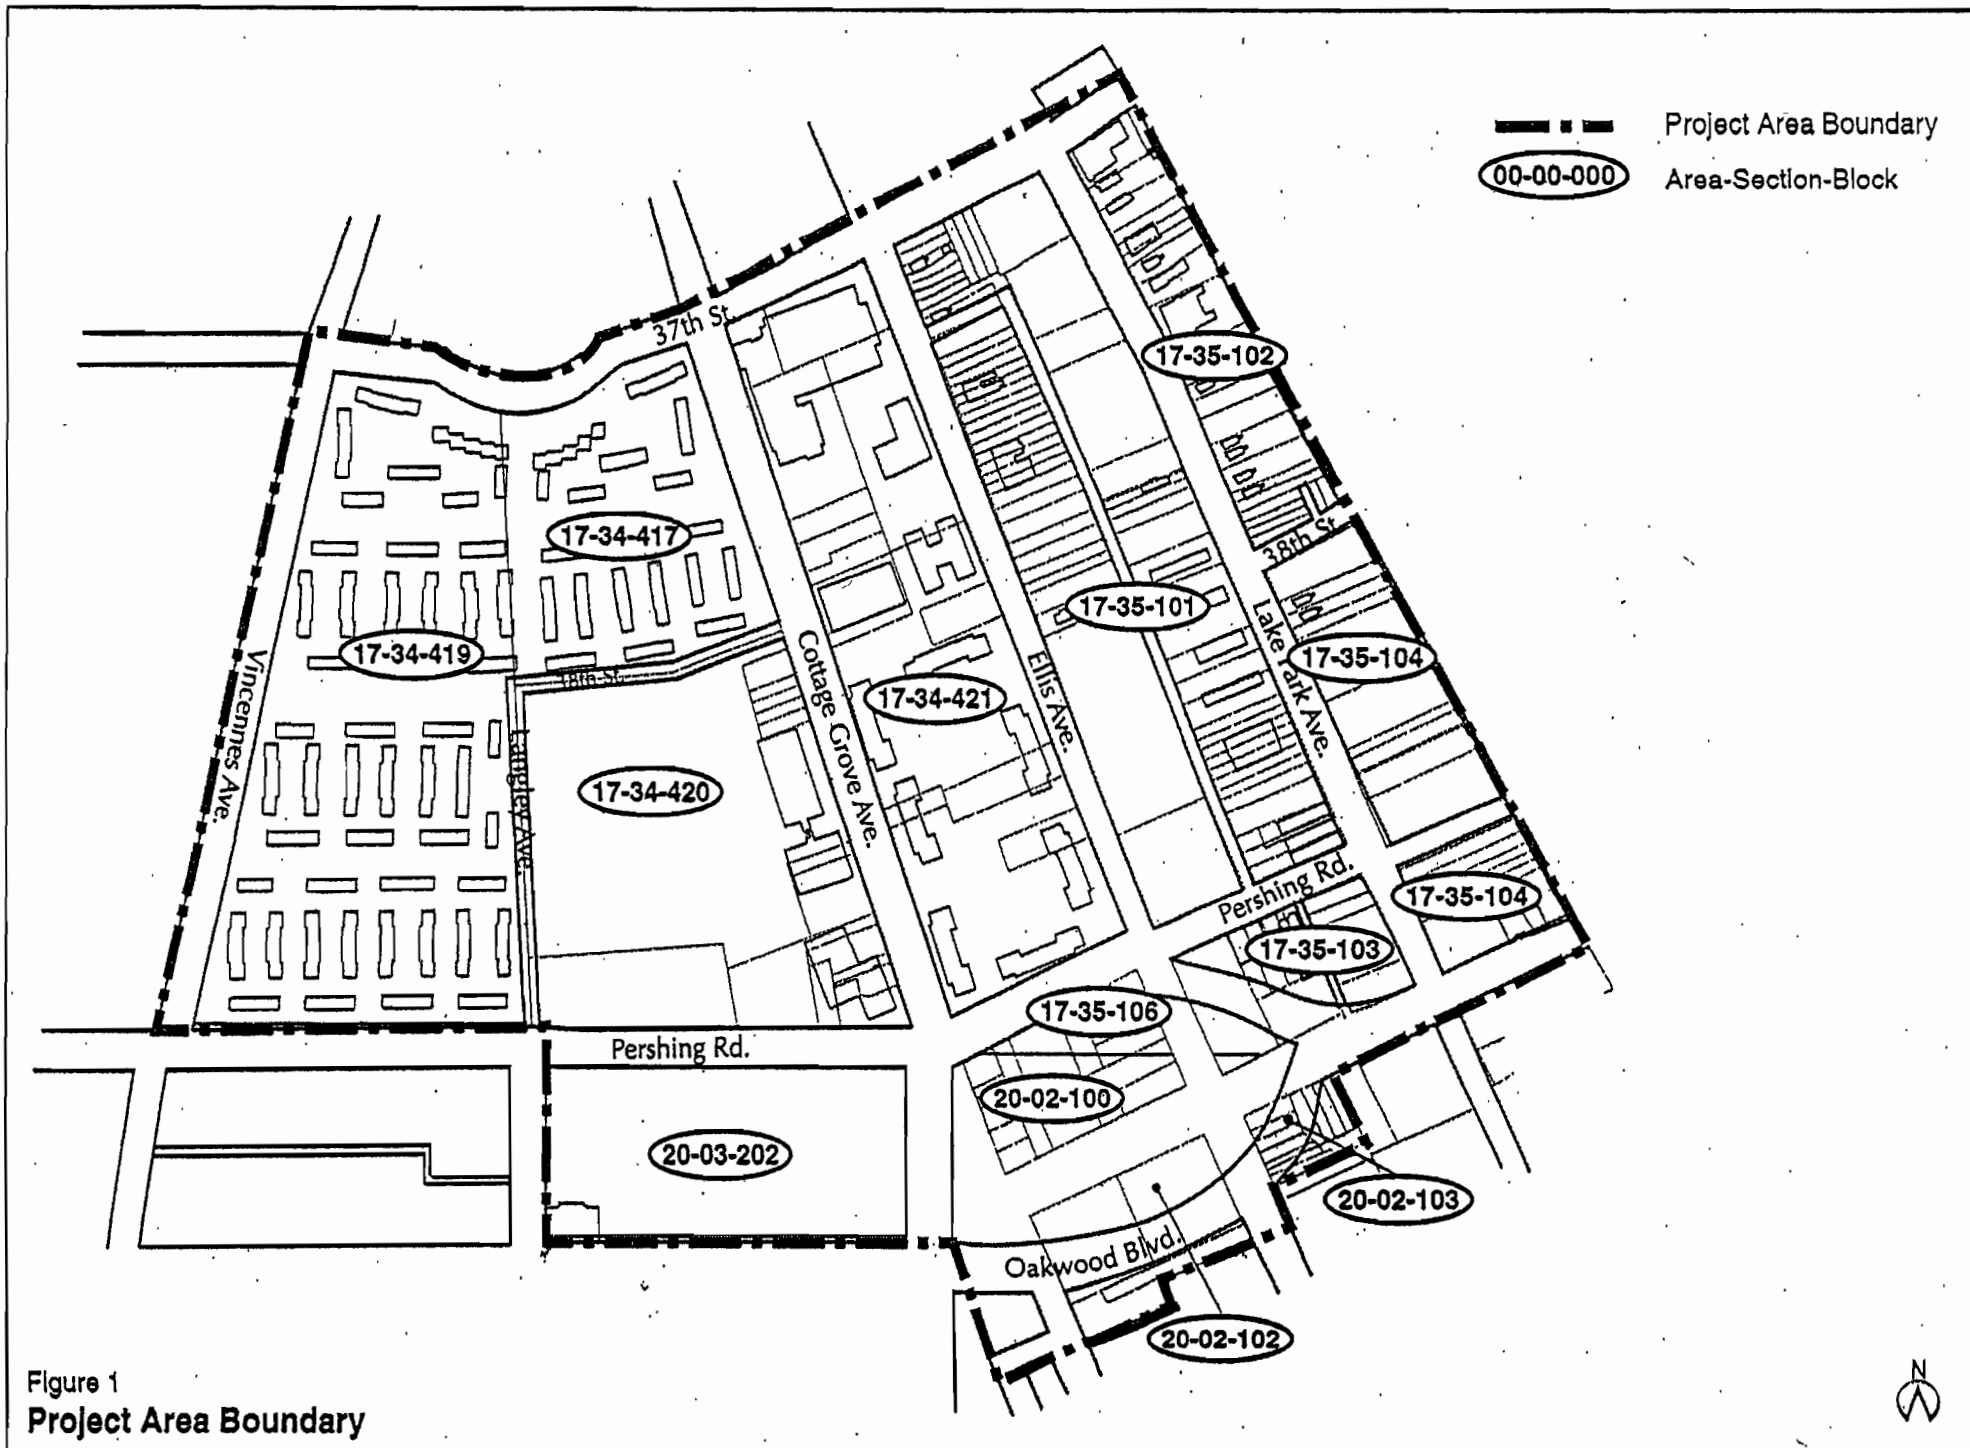 Project Area Boundary
00-00-000
Area-Section-Block
37th St.
17-35-102
17-34-417
38th St.
17-35-101
17-34-419
17-35-104
18th St.
17-34-421
Vincennes Ave.
Langley Ave.
Cottage Grove Ave.
Ellis Ave.
Lake Park Ave.
17-34-420
Pershing Rd.
17-35-104
17-35-103
17-35-106
Pershing Rd.
20-02-100
20-03-202
20-02-103
Oakwood Blvd.
20-02-102
Figure 1
Project Area Boundary
N